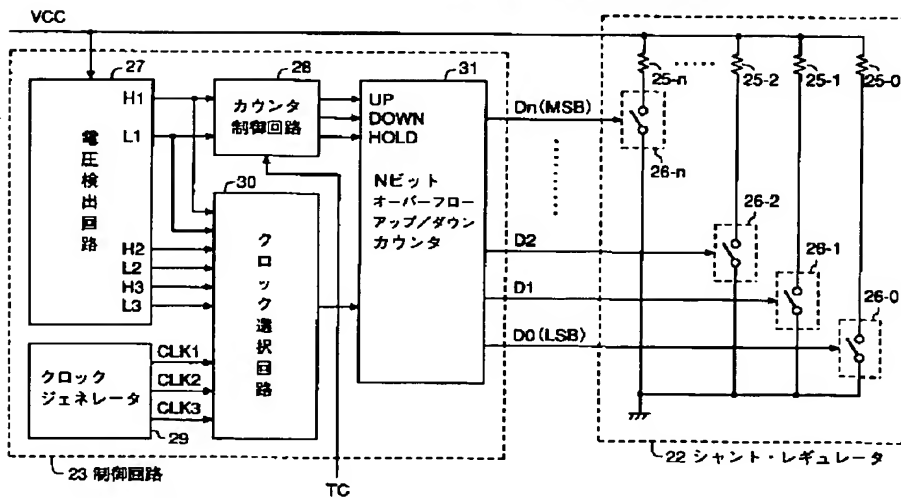 VCC
27
28
31
電圧検出回路
H1
L1
H2
L2
H3
L3
カウンタ
制御回路
30
クロック選択回路
UP
DOWN
HOLD
Nビット
オーバーフロー
アップ/ダウン
カウンタ
Dn(MSB)
D2
D1
D0(LSB)
25-n
25-2
25-1
25-0
26-n
26-2
26-1
26-0
クロック
ジェネレータ
CLK1
CLK2
CLK3
29
23 制御回路
TC
22 シャント・レギュレータ